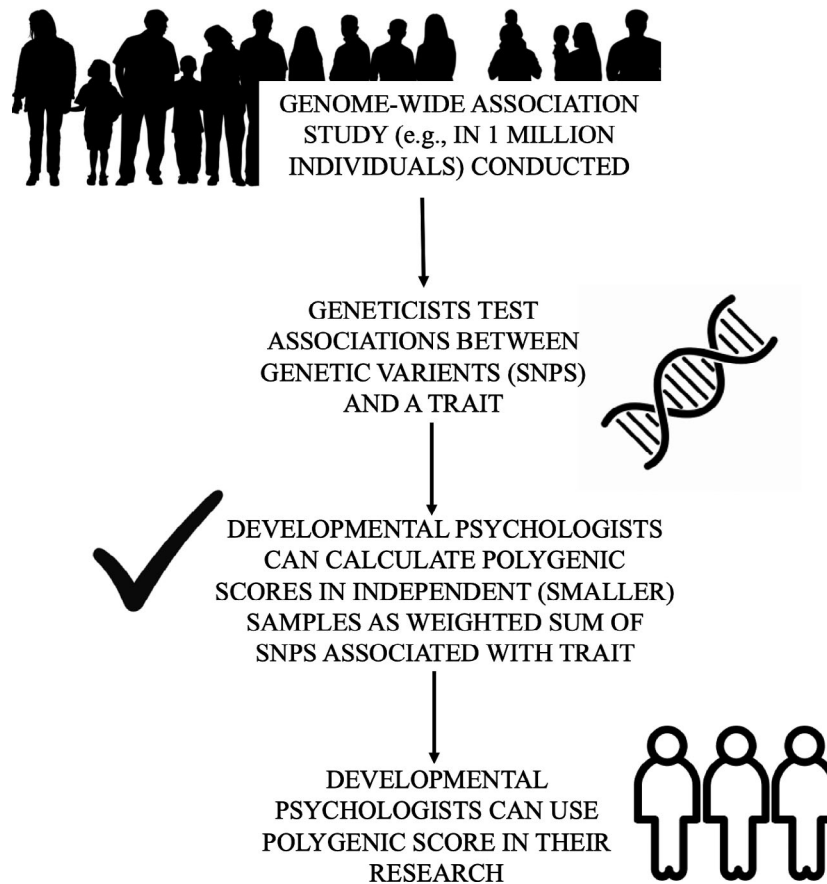 GENOME-WIDE ASSOCIATION
STUDY (e.g., IN 1 MILLION
INDIVIDUALS) CONDUCTED
GENETICISTS TEST
ASSOCIATIONS BETWEEN
GENETIC VARIENTS (SNPS)
AND A TRAIT
DEVELOPMENTAL PSYCHOLOGISTS
CAN CALCULATE POLYGENIC
SCORES IN INDEPENDENT (SMALLER)
SAMPLES AS WEIGHTED SUM OF
SNPS ASSOCIATED WITH TRAIT
DEVELOPMENTAL
PSYCHOLOGISTS CAN USE
POLYGENIC SCORE IN THEIR
RESEARCH